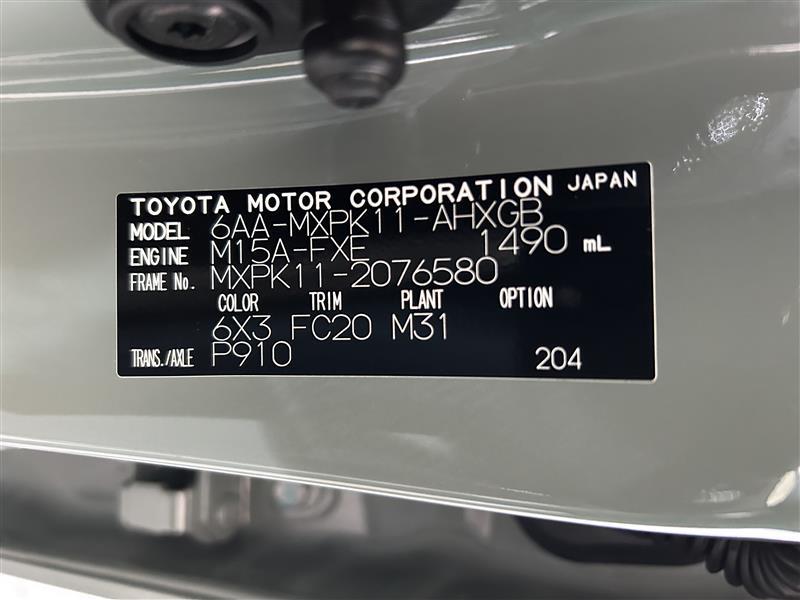 TOYOTA MOTOR CORPORATION JAPAN
MODEL 6AA-MXPK11-AHXGB
ENGINE M15A-FXE 1490 mL
FRAME No. MXPK11-2076580
COLOR TRIM PLANT OPTION
6X3 FC20 M31
TRANS./AXLE P910 204